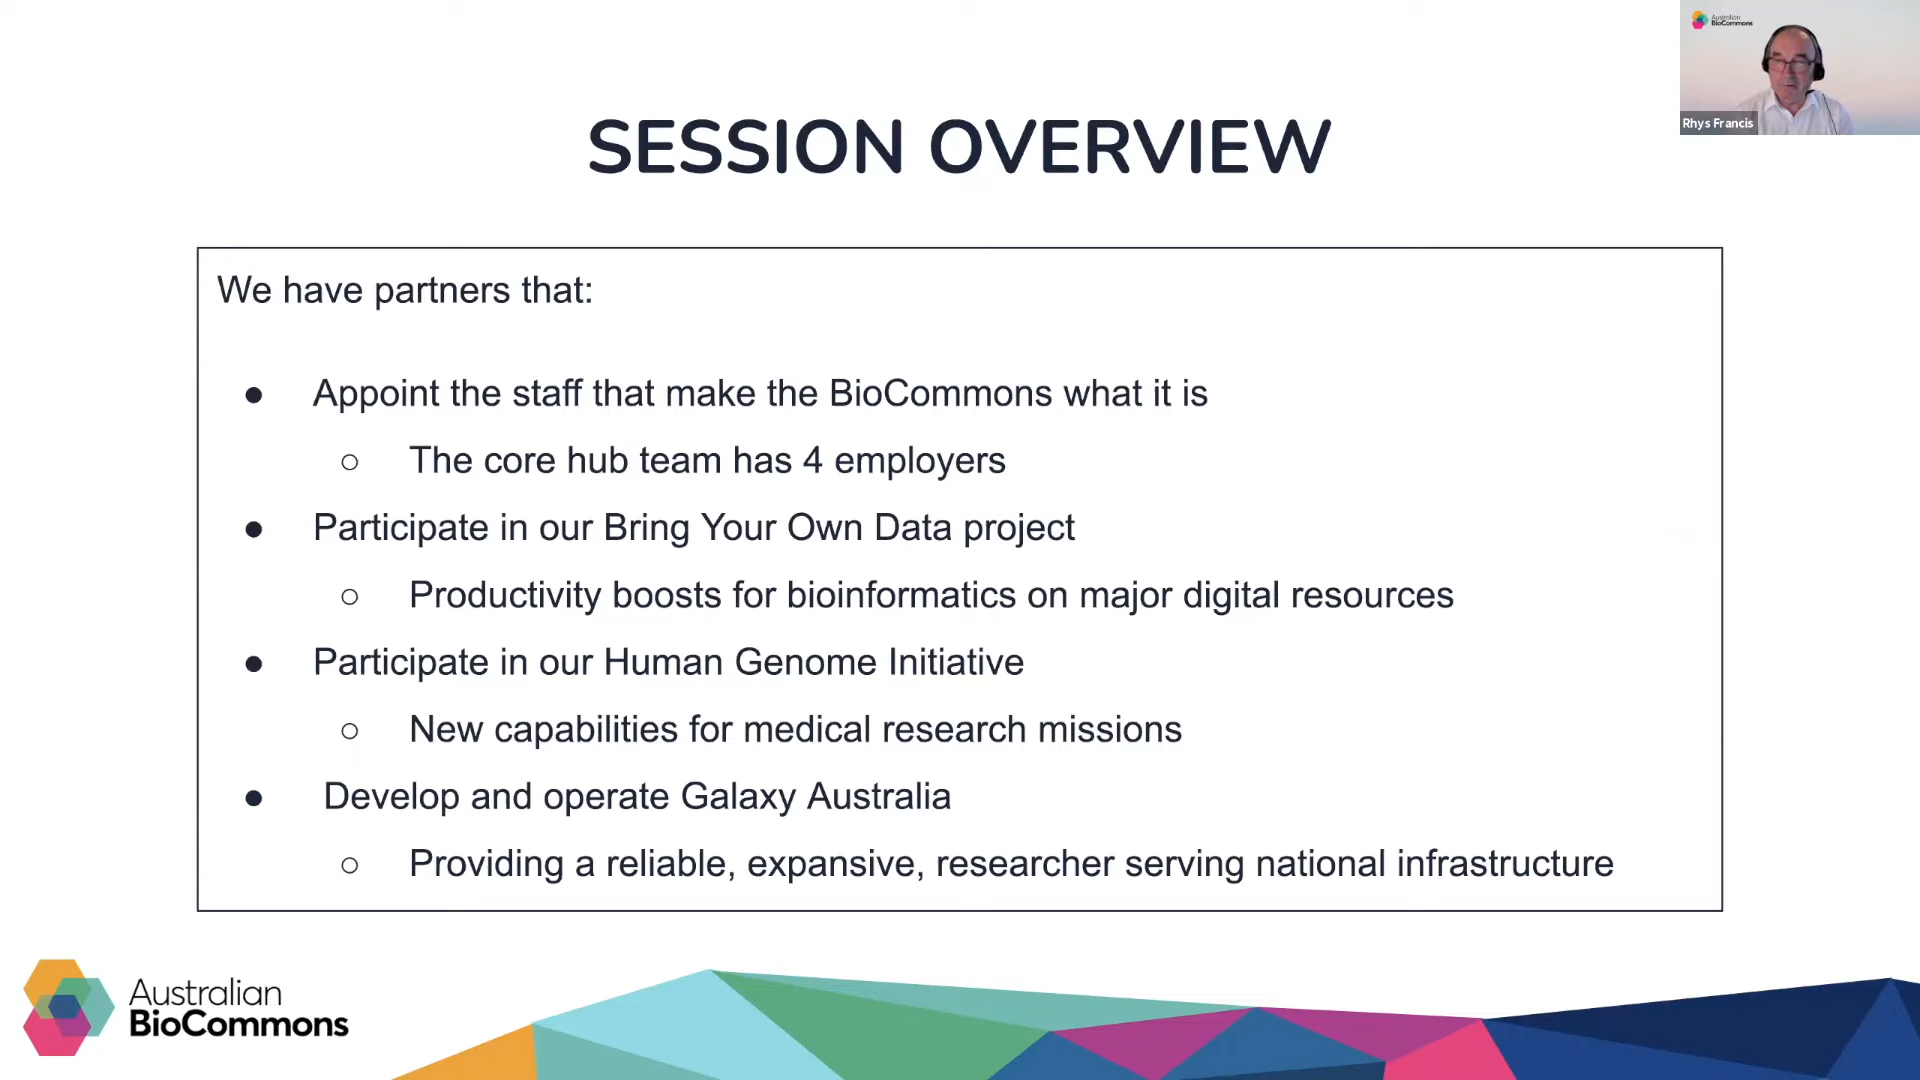 Australian
BioCommons
Rhys Francis
SESSION OVERVIEW
We have partners that:
● Appoint the staff that make the BioCommons what it is
○ The core hub team has 4 employers
● Participate in our Bring Your Own Data project
○ Productivity boosts for bioinformatics on major digital resources
● Participate in our Human Genome Initiative
○ New capabilities for medical research missions
● Develop and operate Galaxy Australia
○ Providing a reliable, expansive, researcher serving national infrastructure
Australian
BioCommons